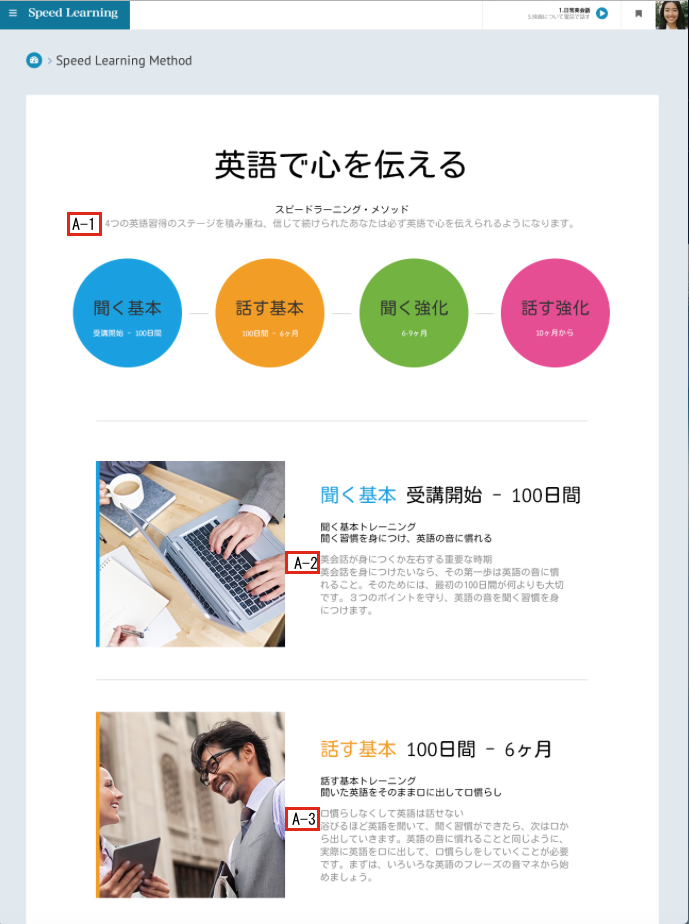 Speed Learning
1.日常英会話
5.映画について電話で話す
Speed Learning Method
英語で心を伝える
スピードラーニング・メソッド
A-1
4つの英語習得のステージを積み重ね、信じて続けられたあなたは必ず英語で心を伝えられるようになります。
聞く基本
受講開始 - 100日間
話す基本
100日間 - 6ヶ月
聞く強化
6-9ヶ月
話す強化
10ヶ月から
聞く基本 受講開始 - 100日間
聞く基本トレーニング
聞く習慣を身につけ、英語の音に慣れる
A-2
英会話が身につくか左右する重要な時期
英会話を身につけたいなら、その第一歩は英語の音に慣
れること。そのためには、最初の100日間が何よりも大切
です。３つのポイントを守り、英語の音を聞く習慣を身
につけます。
話す基本 100日間 - 6ヶ月
話す基本トレーニング
聞いた英語をそのまま口に出して口慣らし
A-3
口慣らしなくして英語は話せない
浴びるほど英語を聞いて、聞く習慣ができたら、次は口か
ら出していきます。英語の音に慣れることと同じように、
実際に英語を口に出して、口慣らしをしていくことが必要
です。まずは、いろいろな英語のフレーズの音マネから始
めましょう。